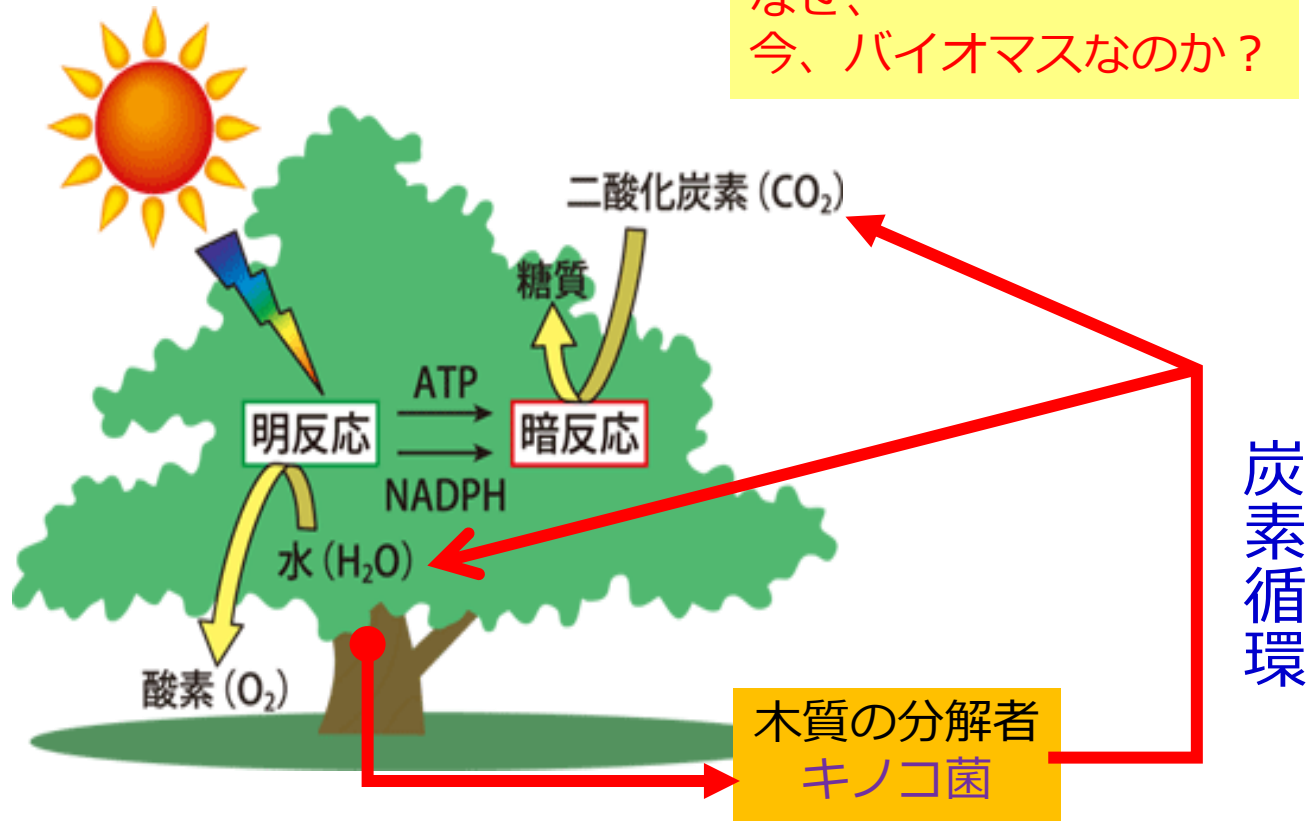 なぜ、
今、バイオマスなのか？
二酸化炭素（CO₂）
糖質
ATP
明反応
暗反応
NADPH
水（H₂O）
酸素（O₂）
炭素循環
木質の分解者
キノコ菌